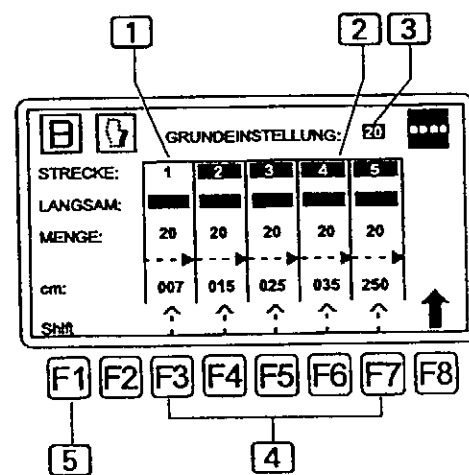 1 2 3
GRUNDEINSTELLUNG: 20
STRECKE: 1 2 3 4 5
LANGSAM:
MENGE: 20 20 20 20 20
cm: 007 015 025 035 250
Shift
F1 F2 F3 F4 F5 F6 F7 F8
5 4